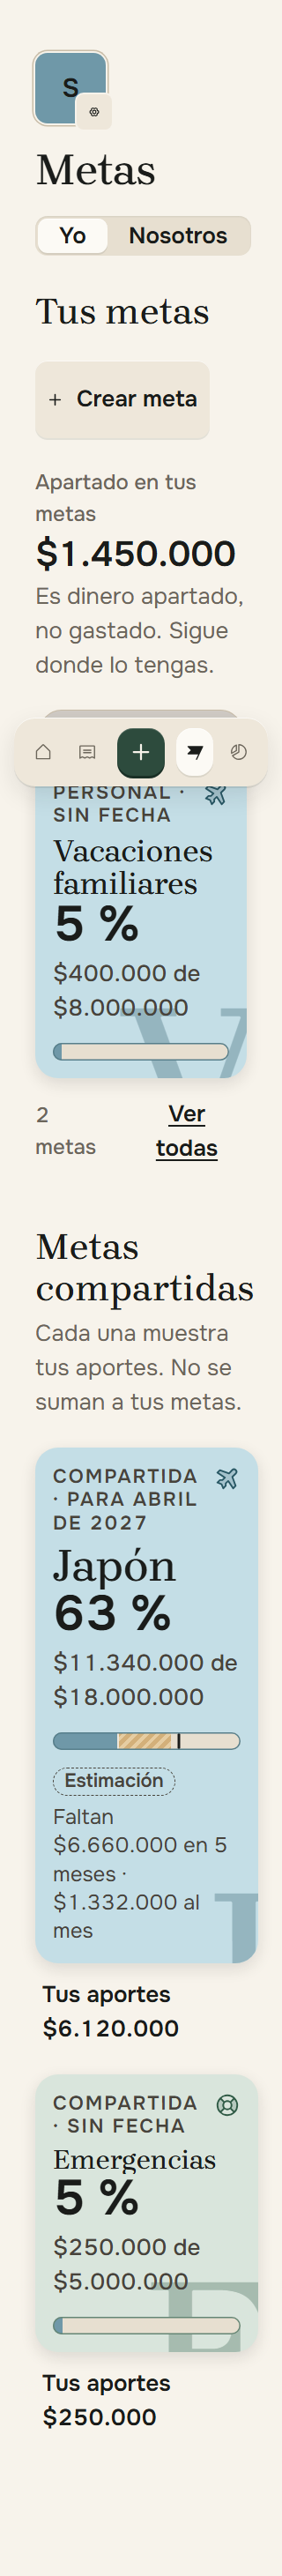 S
Metas
Yo Nosotros
Tus metas
+ Crear meta
Apartado en tus
metas
$1.450.000
Es dinero apartado,
no gastado. Sigue
donde lo tengas.
PERSONAL ·
SIN FECHA
Vacaciones
familiares
5 %
$400.000 de
$8.000.000
V
2
metas
Ver
todas
Metas
compartidas
Cada una muestra
tus aportes. No se
suman a tus metas.
COMPARTIDA
· PARA ABRIL
DE 2027
Japón
63 %
$11.340.000 de
$18.000.000
Estimación
Faltan
$6.660.000 en 5
meses ·
$1.332.000 al
mes
J
Tus aportes
$6.120.000
COMPARTIDA
· SIN FECHA
Emergencias
5 %
$250.000 de
$5.000.000
E
Tus aportes
$250.000